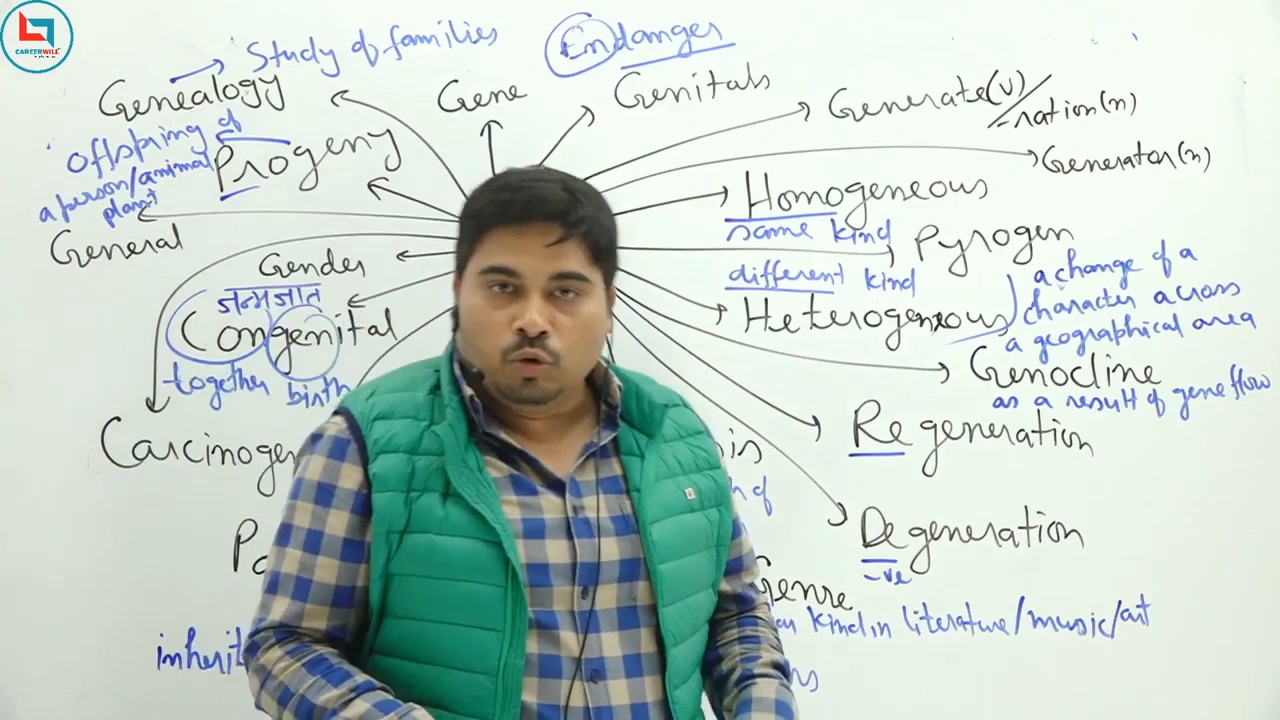 CAREERWILL
Study of families
Endanges
Genealogy
Gene
Genitals
Generate(v)/
-ration(n)
Offspring of
a person/animal
plant
Progeny
Generator(n)
Homogeneous
same kind
General
Gender
Pyrogen
different kind
Heterogeneous
a change of a
character across
a geographical area
as a result of gene flow
जन्मजात
Congenital
together birth
Genocline
Regeneration
Carcinogen
Degeneration
-ve
Genre
kind in literature/music/art
inherit